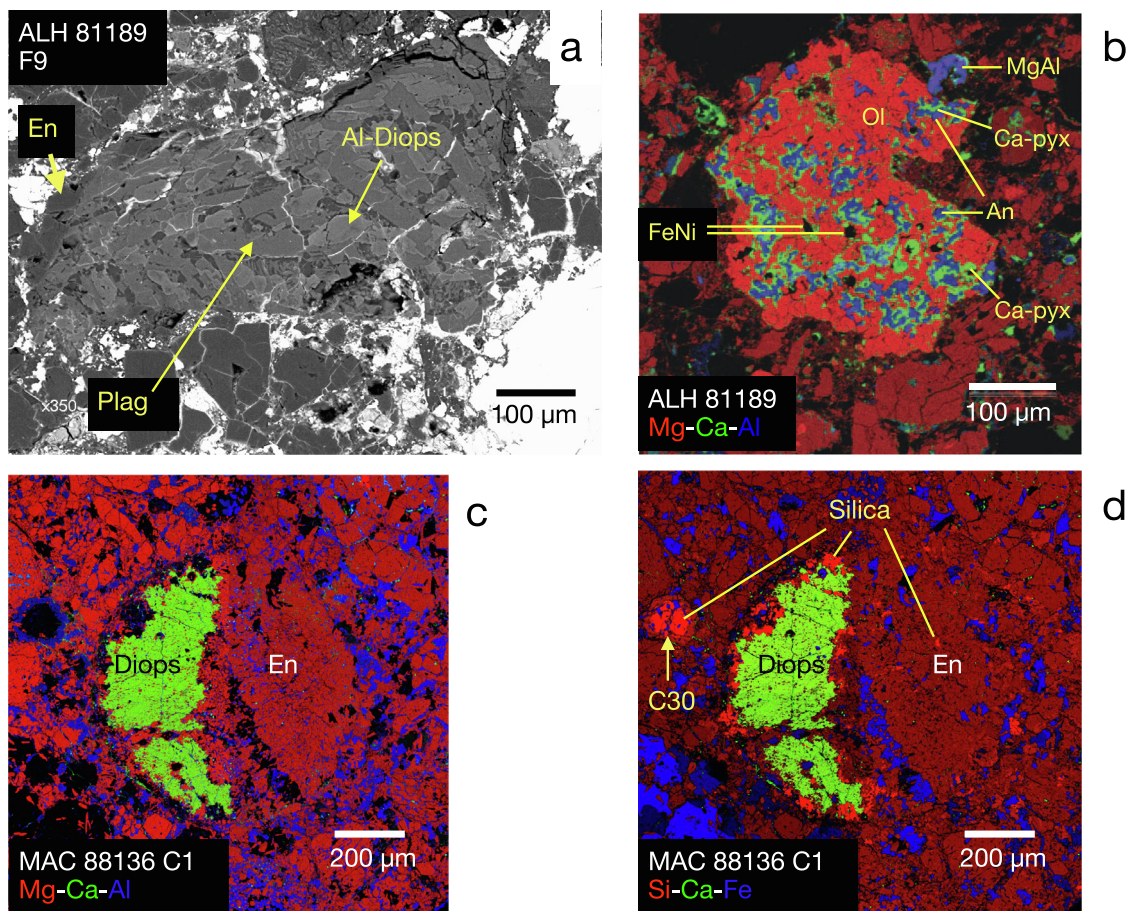 ALH 81189
F9
a
En
Al-Diops
Plag
x350
100 µm
b
MgAl
Ol
Ca-pyx
An
FeNi
Ca-pyx
ALH 81189
Mg-Ca-Al
100 µm
c
Diops
En
MAC 88136 C1
Mg-Ca-Al
200 µm
d
Silica
Diops
En
C30
MAC 88136 C1
Si-Ca-Fe
200 µm